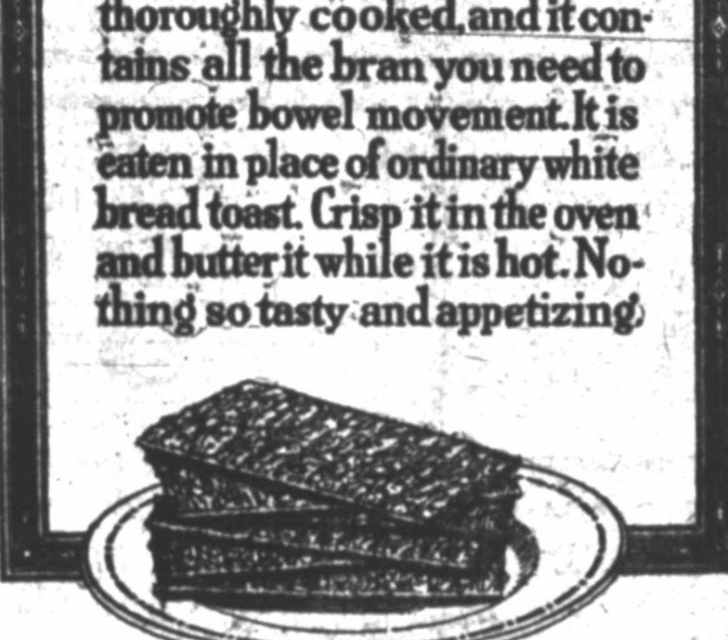 thoroughly cooked, and it con-
tains all the bran you need to
promote bowel movement. It is
eaten in place of ordinary white
bread toast. Crisp it in the oven
and butter it while it is hot. No-
thing so tasty and appetizing,